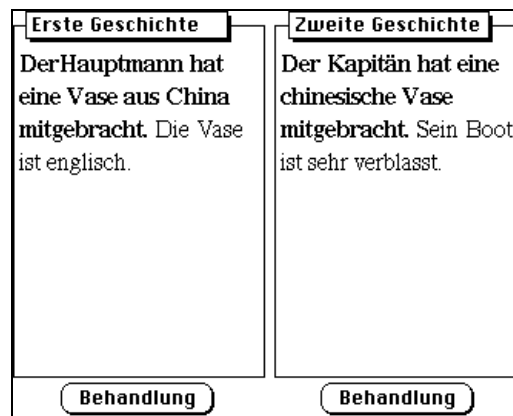 Erste Geschichte
DerHauptmann hat
eine Vase aus China
mitgebracht. Die Vase
ist englisch.
Behandlung
Zweite Geschichte
Der Kapitän hat eine
chinesische Vase
mitgebracht. Sein Boot
ist sehr verblasst.
Behandlung